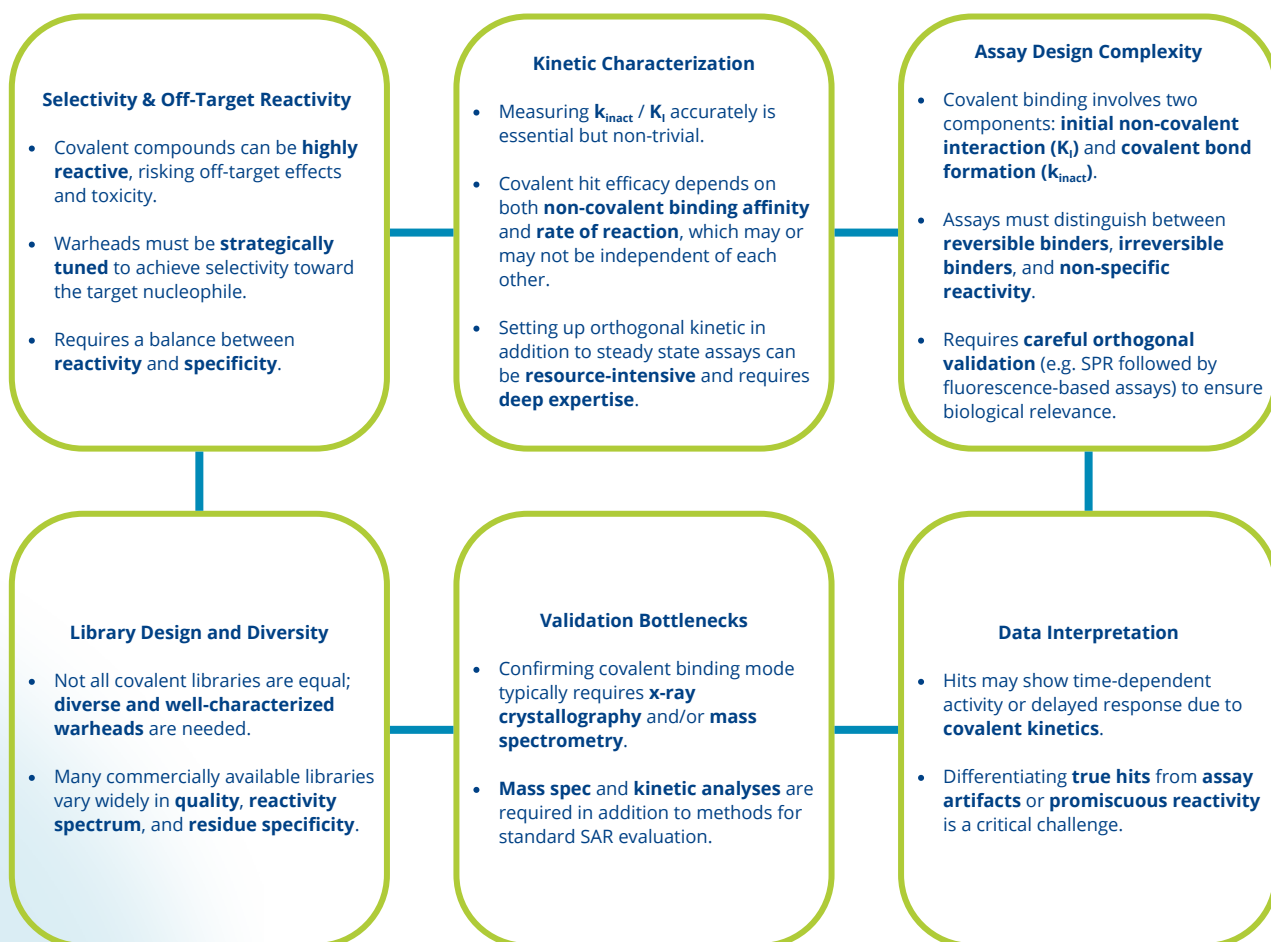 Selectivity & Off-Target Reactivity
• Covalent compounds can be highly
reactive, risking off-target effects
and toxicity.
• Warheads must be strategically
tuned to achieve selectivity toward
the target nucleophile.
• Requires a balance between
reactivity and specificity.
Kinetic Characterization
• Measuring kinact / KI accurately is
essential but non-trivial.
• Covalent hit efficacy depends on
both non-covalent binding affinity
and rate of reaction, which may or
may not be independent of each
other.
• Setting up orthogonal kinetic in
addition to steady state assays can
be resource-intensive and requires
deep expertise.
Assay Design Complexity
• Covalent binding involves two
components: initial non-covalent
interaction (KI) and covalent bond
formation (kinact).
• Assays must distinguish between
reversible binders, irreversible
binders, and non-specific
reactivity.
• Requires careful orthogonal
validation (e.g. SPR followed by
fluorescence-based assays) to ensure
biological relevance.
Library Design and Diversity
• Not all covalent libraries are equal;
diverse and well-characterized
warheads are needed.
• Many commercially available libraries
vary widely in quality, reactivity
spectrum, and residue specificity.
Validation Bottlenecks
• Confirming covalent binding mode
typically requires x-ray
crystallography and/or mass
spectrometry.
• Mass spec and kinetic analyses are
required in addition to methods for
standard SAR evaluation.
Data Interpretation
• Hits may show time-dependent
activity or delayed response due to
covalent kinetics.
• Differentiating true hits from assay
artifacts or promiscuous reactivity
is a critical challenge.